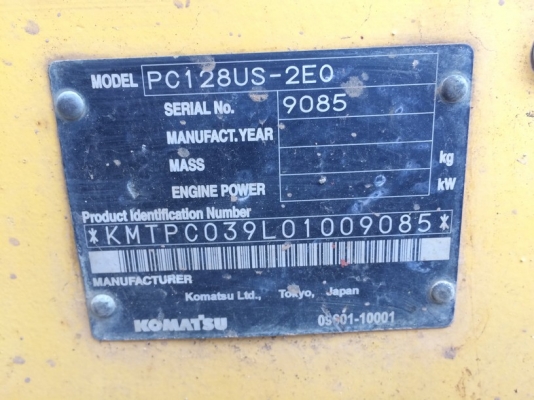 MODEL PC128US-2E0
SERIAL No. 9085
MANUFACT.YEAR
MASS kg
ENGINE POWER kW
Product Identification Number
*KMTPC039L01009085*
MANUFACTURER
Komatsu Ltd., Tokyo, Japan
KOMATSU 09601-10001